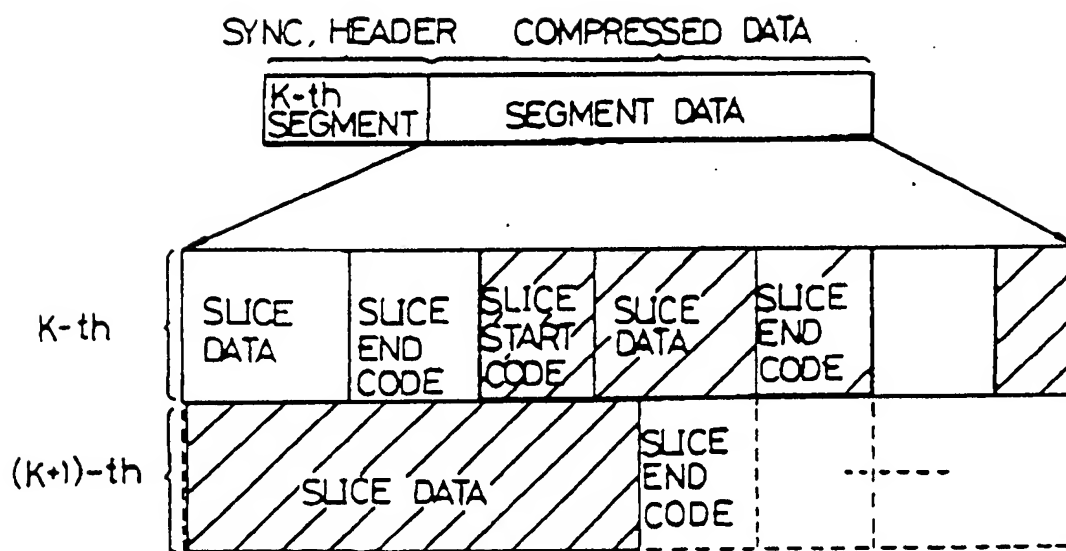 SYNC, HEADER COMPRESSED DATA
K-th
SEGMENT
SEGMENT DATA
K-th
SLICE
DATA
SLICE
END
CODE
SLICE
START
CODE
SLICE
DATA
SLICE
END
CODE
(K+1)-th
SLICE DATA
SLICE
END
CODE